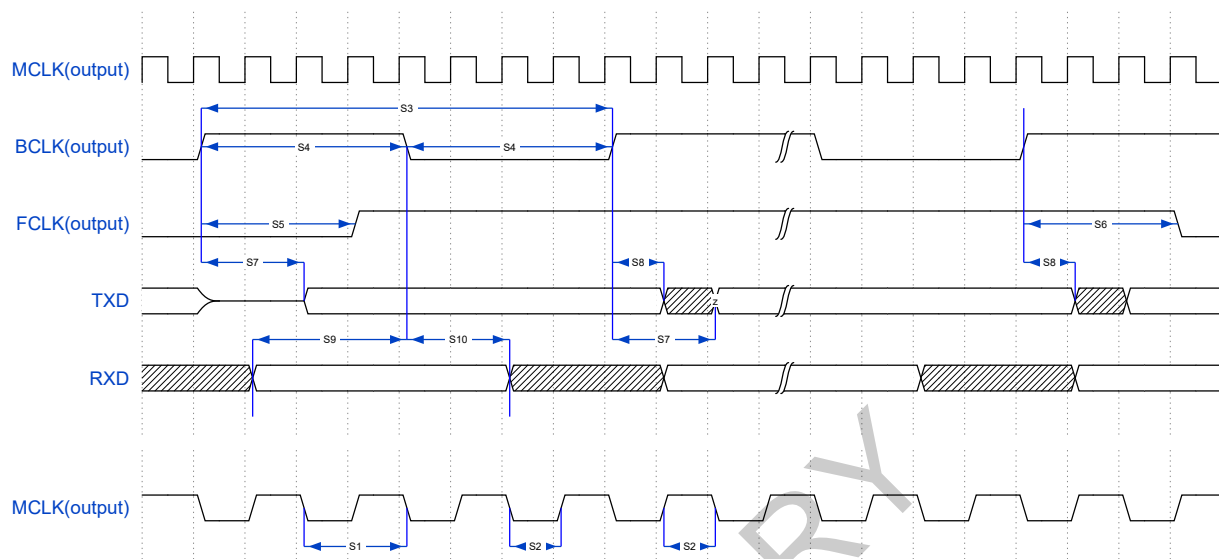 MCLK(output)
S3
BCLK(output)
S4
S4
FCLK(output)
S5
S6
S7
S8
S8
TXD
z
S9
S10
S7
RXD
RY
MCLK(output)
S1
S2
S2